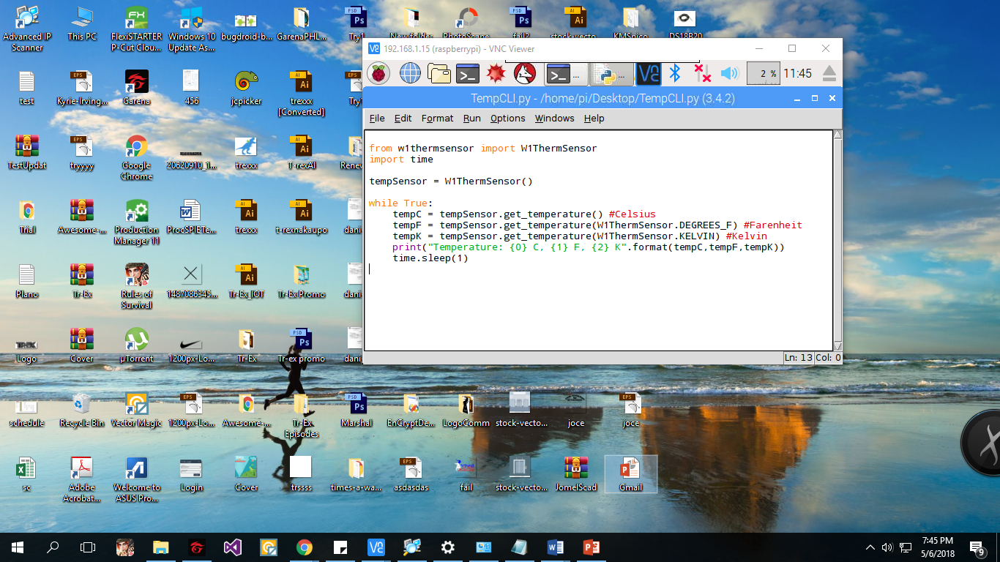 Advanced IP Scanner
This PC
FlexiSTARTER P-Cut Clou...
Windows 10 Update As...
bugdroid-b...
GarenaPHL...
Try1
New folder
PhotoScape
fail2
stock-vecto...
KMSpico
DS18B20
192.168.1.15 (raspberrypi) - VNC Viewer
2 %
11:45
TempCLI.py - /home/pi/Desktop/TempCLI.py (3.4.2)
File Edit Format Run Options Windows Help
from w1thermsensor import W1ThermSensor
import time
tempSensor = W1ThermSensor()
while True:
    tempC = tempSensor.get_temperature() #Celsius
    tempF = tempSensor.get_temperature(W1ThermSensor.DEGREES_F) #Farenheit
    tempK = tempSensor.get_temperature(W1ThermSensor.KELVIN) #Kelvin
    print("Temperature: {0} C, {1} F, {2} K".format(tempC,tempF,tempK))
    time.sleep(1)
Ln: 13 Col: 0
test
Kyrie-Irving...
Garena
456
jcpicker
trexxx [Converted]
TestUpdat
tryyyy
Google Chrome
20620910_1...
trexxx
T-rexAI
Trial
Awesome-...
Production Manager 11
ProcSPIETe...
trexxx
t-rexnakaupo
Plano
Tr-Ex
Rules of Survival
1487086345...
Tr-Ex_IOT
Tr-Ex Promo
Logo
Cover
µTorrent
1200px-Lo...
Tr-Ex
Tr-ex promo
schedule
Recycle Bin
Vector Magic
1200px-Lo...
Awesome-...
Tr-Ex Episodes
Marshal
EnCryptDe...
LogoComm
stock-vecto...
joce
joce
sc
Adobe Acrobat...
Welcome to ASUS Pro...
Login
Cover
trssss
times-a-wa...
asdasdas
fail
stock-vecto...
JomelScad
Gmail
7:45 PM
5/6/2018
9